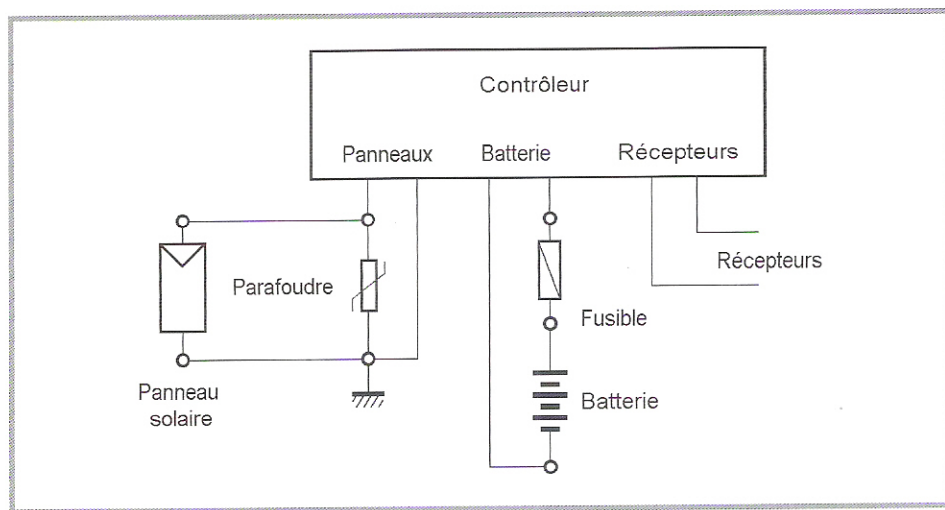 Contrôleur
Panneaux Batterie Récepteurs
Parafoudre
Récepteurs
Fusible
Panneau
solaire
Batterie